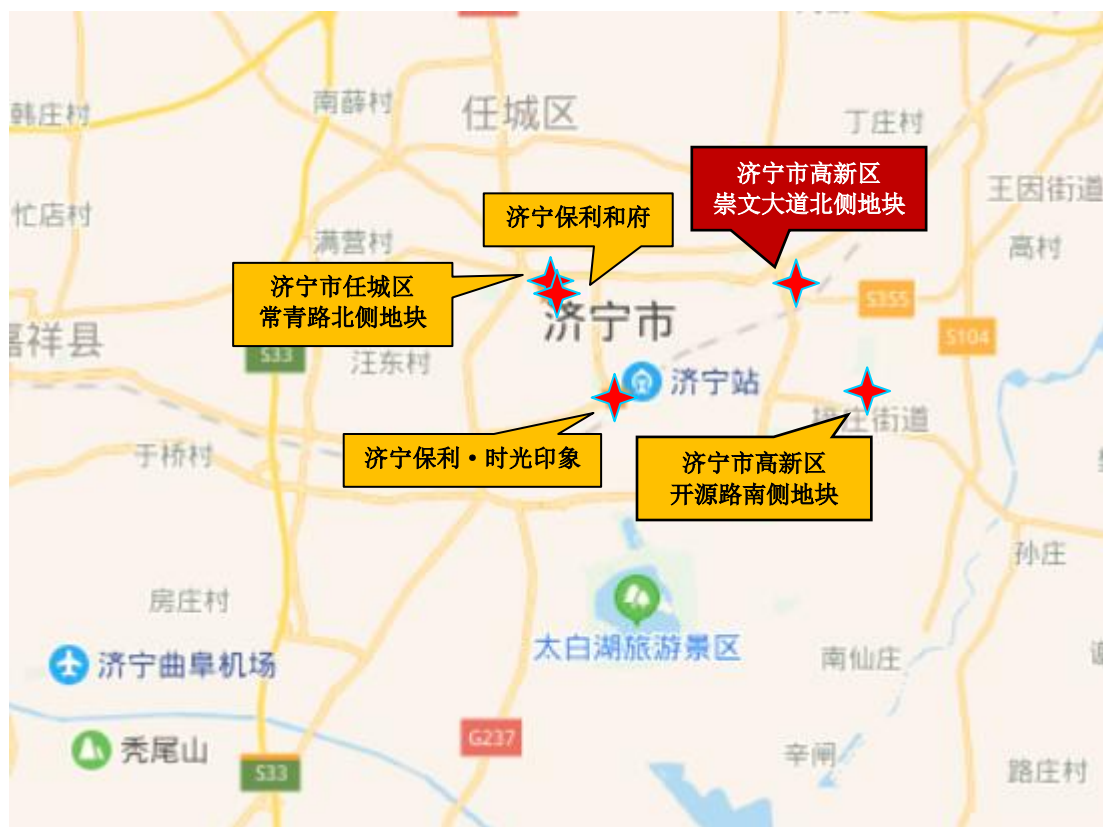 南薛村
任城区
韩庄村
丁庄村
济宁市高新区
崇文大道北侧地块
王因街道
忙店村
济宁保利和府
满营村
高村
济宁市任城区
常青路北侧地块
S355
济宁市
S104
嘉祥县
S33
汪东村
济宁站
接庄街道
于桥村
济宁保利·时光印象
济宁市高新区
开源路南侧地块
孙庄
房庄村
太白湖旅游景区
济宁曲阜机场
南仙庄
G237
秃尾山
辛闸
S33
路庄村